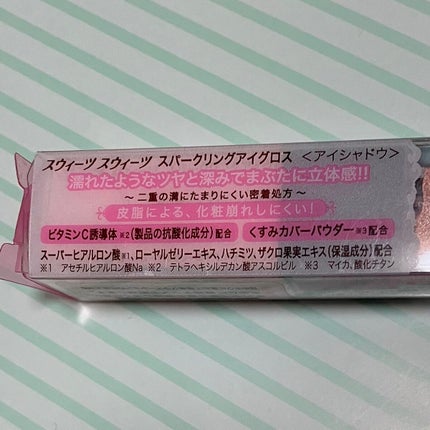 スウィーツ スウィーツ スパークリングアイグロス <アイシャドウ>
濡れたようなツヤと深みでまぶだに立体感!!
～ 二重の溝にたまりにくい密着処方 ～
皮脂による、化粧崩れしにくい!
ビタミンC誘導体※2(製品の抗酸化成分)配合 くすみカバーパウダー※3配合
スーパーヒアルロン酸※1、ローヤルゼリーエキス、ハチミツ、ザクロ果実エキス(保湿成分)配合
※1 アセチルヒアルロン酸Na ※2 テトラヘキシルデカン酸アスコルビル ※3 マイカ、酸化チタン